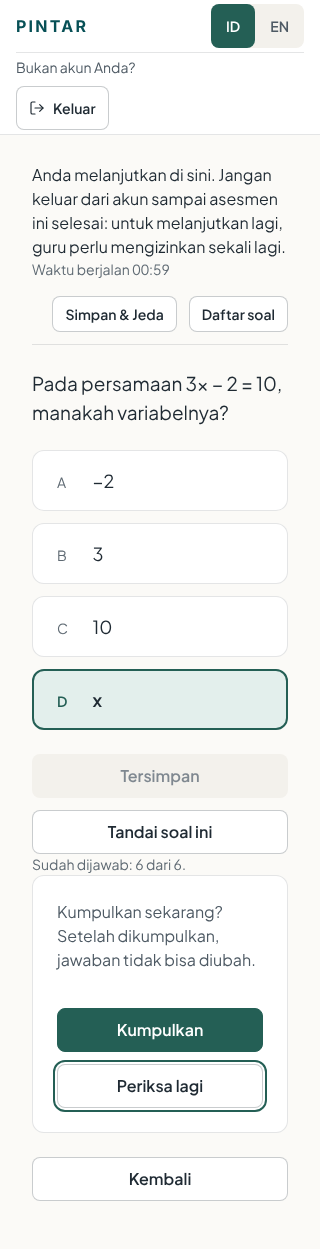 PINTAR
ID
EN
Bukan akun Anda?
Keluar
Anda melanjutkan di sini. Jangan
keluar dari akun sampai asesmen
ini selesai: untuk melanjutkan lagi,
guru perlu mengizinkan sekali lagi.
Waktu berjalan 00:59
Simpan & Jeda
Daftar soal
Pada persamaan 3x − 2 = 10,
manakah variabelnya?
A −2
B 3
C 10
D x
Tersimpan
Tandai soal ini
Sudah dijawab: 6 dari 6.
Kumpulkan sekarang?
Setelah dikumpulkan,
jawaban tidak bisa diubah.
Kumpulkan
Periksa lagi
Kembali